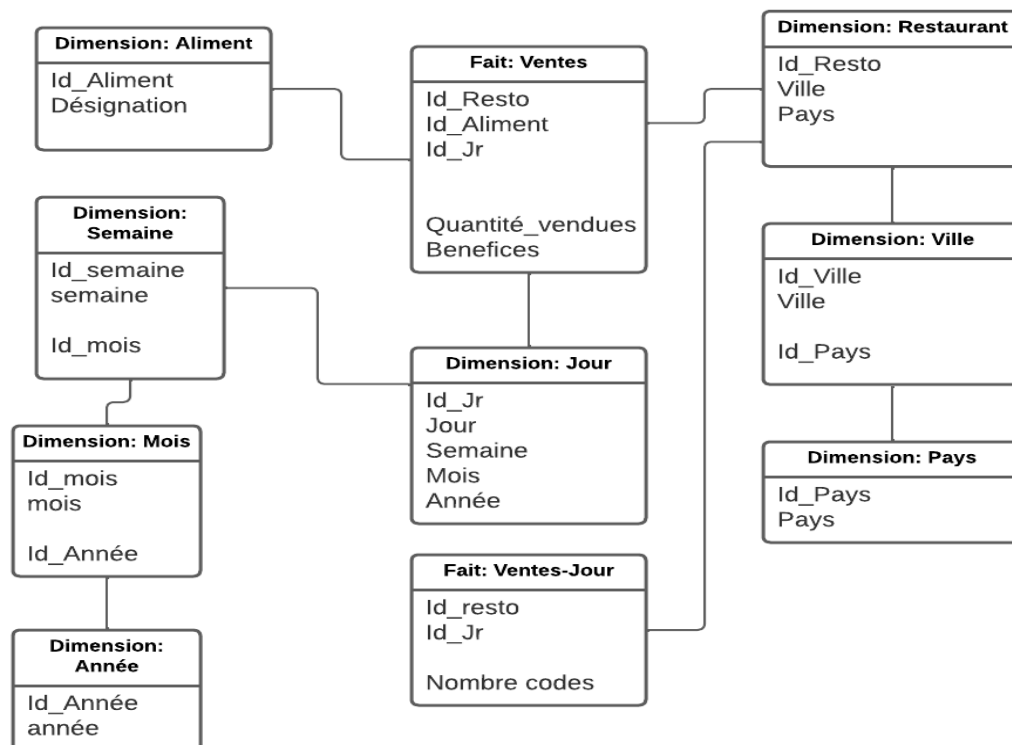 Dimension: Aliment
Id_Aliment
Désignation
Fait: Ventes
Id_Resto
Id_Aliment
Id_Jr
Quantité_vendues
Benefices
Dimension: Restaurant
Id_Resto
Ville
Pays
Dimension:
Semaine
Id_semaine
semaine
Id_mois
Dimension: Ville
Id_Ville
Ville
Id_Pays
Dimension: Jour
Id_Jr
Jour
Semaine
Mois
Année
Dimension: Mois
Id_mois
mois
Id_Année
Dimension: Pays
Id_Pays
Pays
Fait: Ventes-Jour
Id_resto
Id_Jr
Nombre codes
Dimension:
Année
Id_Année
année